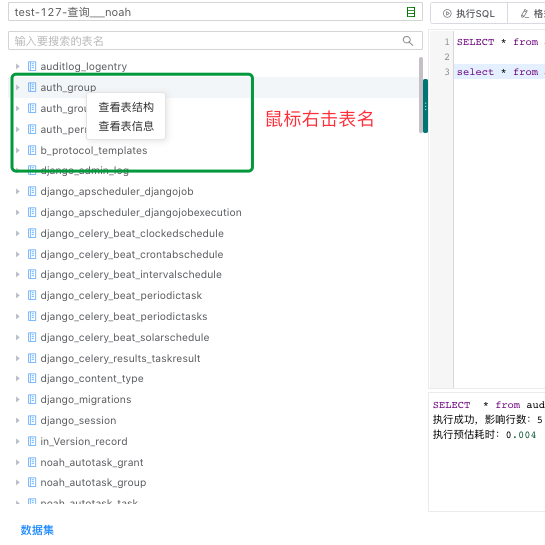 test-127-查询___noah
输入要搜索的表名
auditlog_logentry
auth_group
auth_grou
auth_per
b_protocol_templates
django_admin_log
django_apscheduler_djangojob
django_apscheduler_djangojobexecution
django_celery_beat_clockedschedule
django_celery_beat_crontabschedule
django_celery_beat_intervalschedule
django_celery_beat_periodictask
django_celery_beat_periodictasks
django_celery_beat_solarschedule
django_celery_results_taskresult
django_content_type
django_migrations
django_session
in_Version_record
noah_autotask_grant
noah_autotask_group
noah_autotask_task
数据集
查看表结构
查看表信息
鼠标右击表名
执行SQL
格
1 SELECT * from a
2
3 select * from a
SELECT * from aud
执行成功，影响行数：5
执行预估耗时：0.004